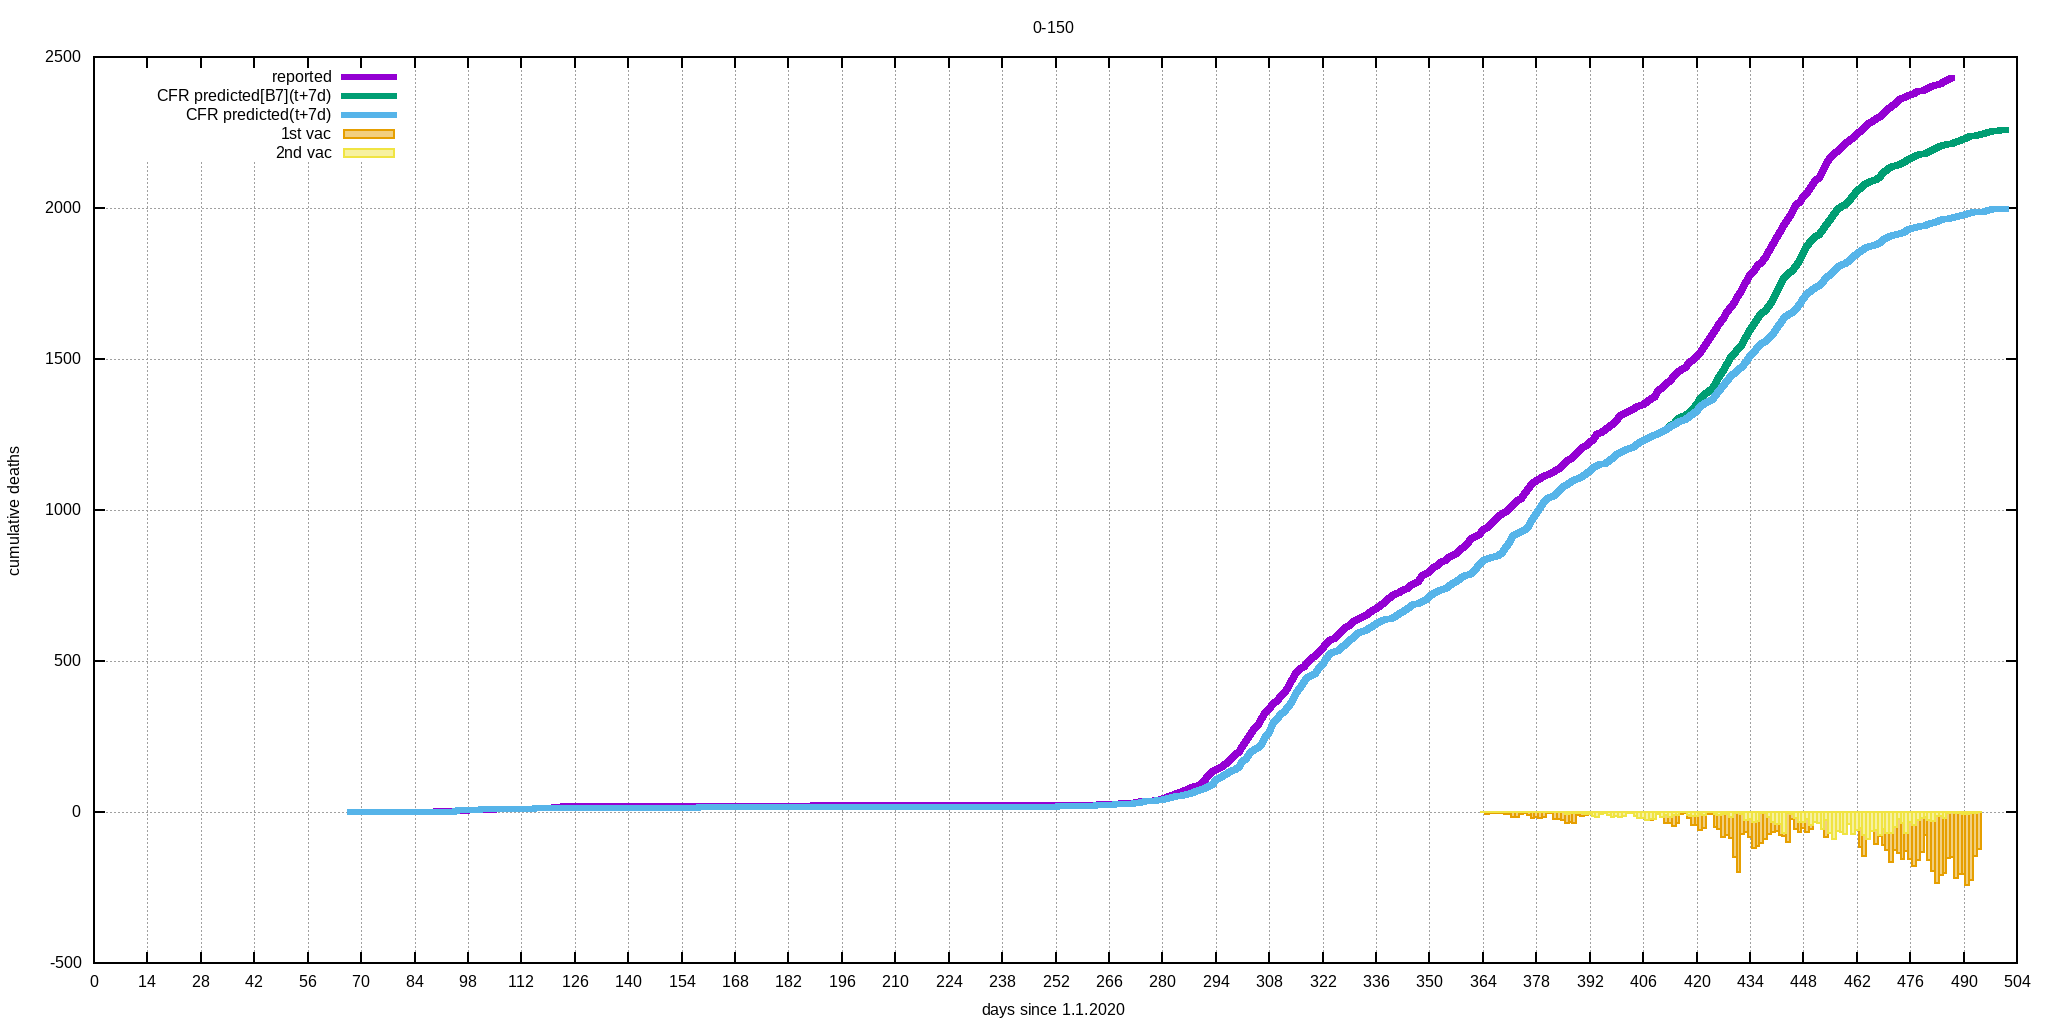 0-150
2500
2000
1500
1000
500
0
-500
cumulative deaths
reported
CFR predicted[B7](t+7d)
CFR predicted(t+7d)
1st vac
2nd vac
0 14 28 42 56 70 84 98 112 126 140 154 168 182 196 210 224 238 252 266 280 294 308 322 336 350 364 378 392 406 420 434 448 462 476 490 504
days since 1.1.2020